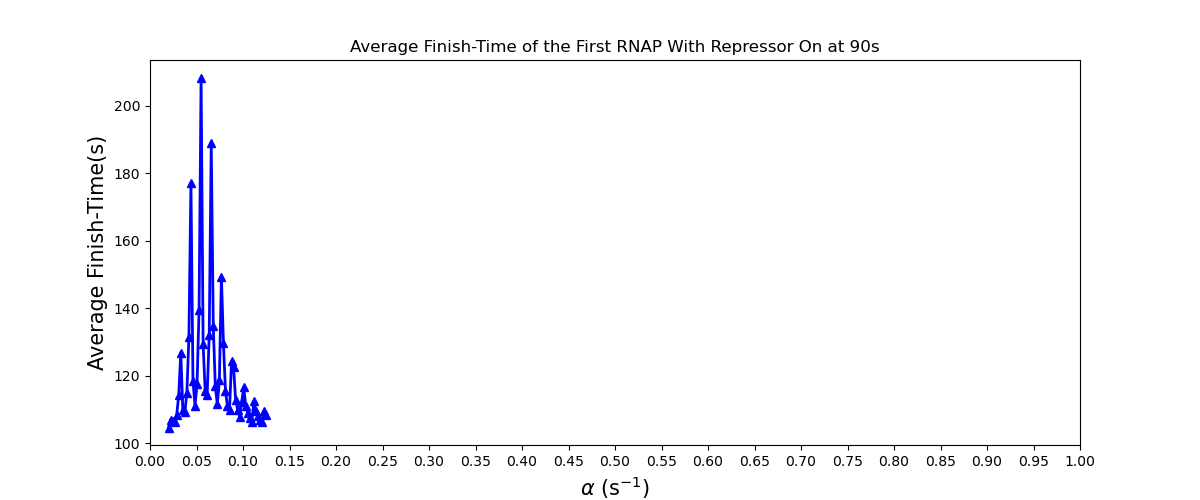 Average Finish-Time of the First RNAP With Repressor On at 90s
Average Finish-Time(s)
200
180
160
140
120
100
0.00 0.05 0.10 0.15 0.20 0.25 0.30 0.35 0.40 0.45 0.50 0.55 0.60 0.65 0.70 0.75 0.80 0.85 0.90 0.95 1.00
α (s⁻¹)